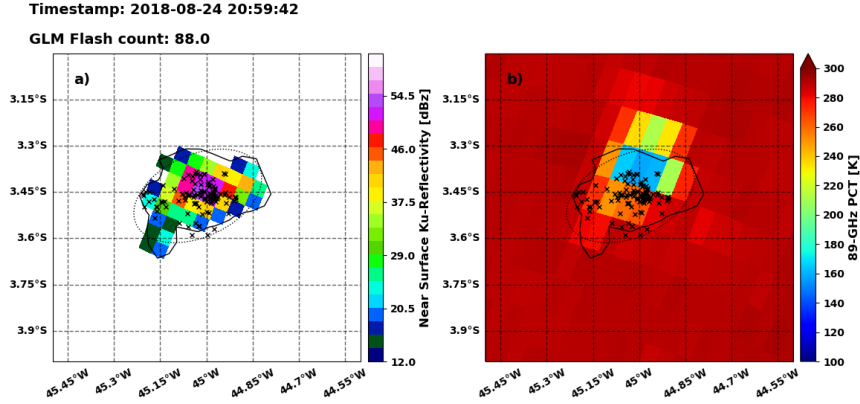 Timestamp: 2018-08-24 20:59:42
GLM Flash count: 88.0
a)
3.15°S
3.3°S
3.45°S
3.6°S
3.75°S
3.9°S
45.45°W
45.3°W
45.15°W
45°W
44.85°W
44.7°W
44.55°W
54.5
46.0
37.5
29.0
20.5
12.0
Near Surface Ku-Reflectivity [dBz]
b)
3.15°S
3.3°S
3.45°S
3.6°S
3.75°S
3.9°S
45.45°W
45.3°W
45.15°W
45°W
44.85°W
44.7°W
44.55°W
300
280
260
240
220
200
180
160
140
120
100
89-GHz PCT [K]